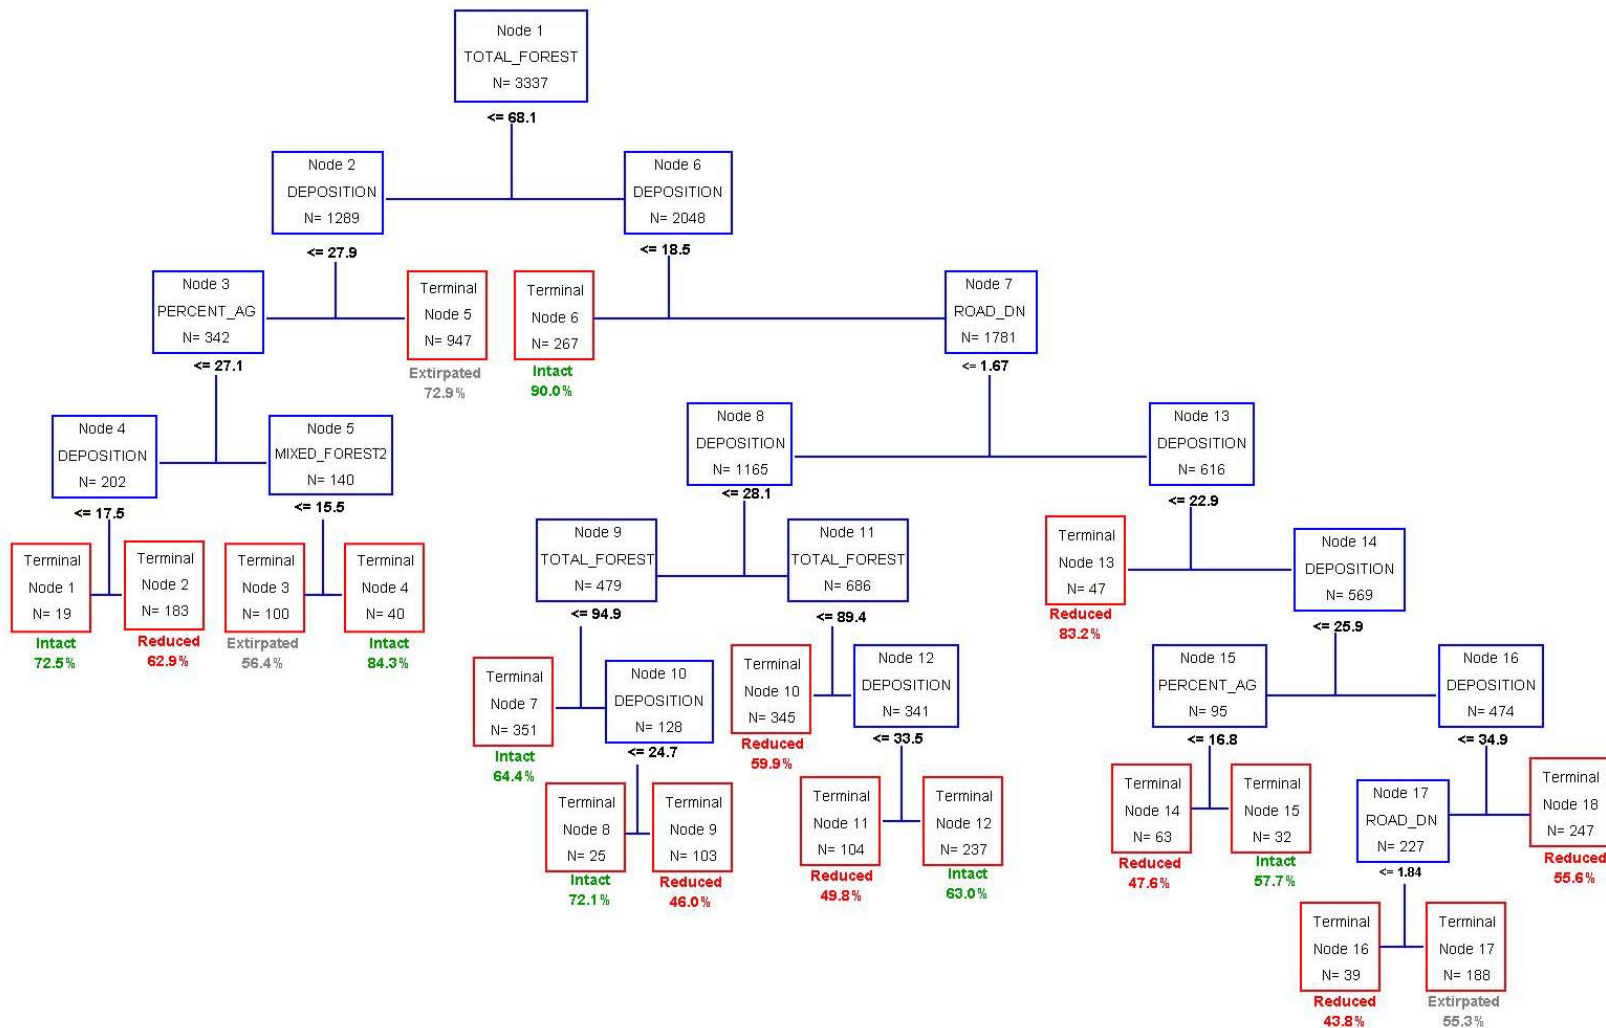 Node 1
TOTAL_FOREST
N= 3337
<= 68.1
Node 2
DEPOSITION
N= 1289
<= 27.9
Node 6
DEPOSITION
N= 2048
<= 18.5
Node 3
PERCENT_AG
N= 342
<= 27.1
Terminal
Node 5
N= 947
Extirpated
72.9%
Terminal
Node 6
N= 267
Intact
90.0%
Node 7
ROAD_DN
N= 1781
<= 1.67
Node 4
DEPOSITION
N= 202
<= 17.5
Node 5
MIXED_FOREST2
N= 140
<= 15.5
Node 8
DEPOSITION
N= 1165
<= 28.1
Node 13
DEPOSITION
N= 616
<= 22.9
Terminal
Node 1
N= 19
Intact
72.5%
Terminal
Node 2
N= 183
Reduced
62.9%
Terminal
Node 3
N= 100
Extirpated
56.4%
Terminal
Node 4
N= 40
Intact
84.3%
Node 9
TOTAL_FOREST
N= 479
<= 94.9
Node 11
TOTAL_FOREST
N= 686
<= 89.4
Terminal
Node 13
N= 47
Reduced
83.2%
Node 14
DEPOSITION
N= 569
<= 25.9
Terminal
Node 7
N= 351
Intact
64.4%
Node 10
DEPOSITION
N= 128
<= 24.7
Terminal
Node 10
N= 345
Reduced
59.9%
Node 12
DEPOSITION
N= 341
<= 33.5
Node 15
PERCENT_AG
N= 95
<= 16.8
Node 16
DEPOSITION
N= 474
<= 34.9
Terminal
Node 8
N= 25
Intact
72.1%
Terminal
Node 9
N= 103
Reduced
46.0%
Terminal
Node 11
N= 104
Reduced
49.8%
Terminal
Node 12
N= 237
Intact
63.0%
Terminal
Node 14
N= 63
Reduced
47.6%
Terminal
Node 15
N= 32
Intact
57.7%
Node 17
ROAD_DN
N= 227
<= 1.84
Terminal
Node 18
N= 247
Reduced
55.6%
Terminal
Node 16
N= 39
Reduced
43.8%
Terminal
Node 17
N= 188
Extirpated
55.3%